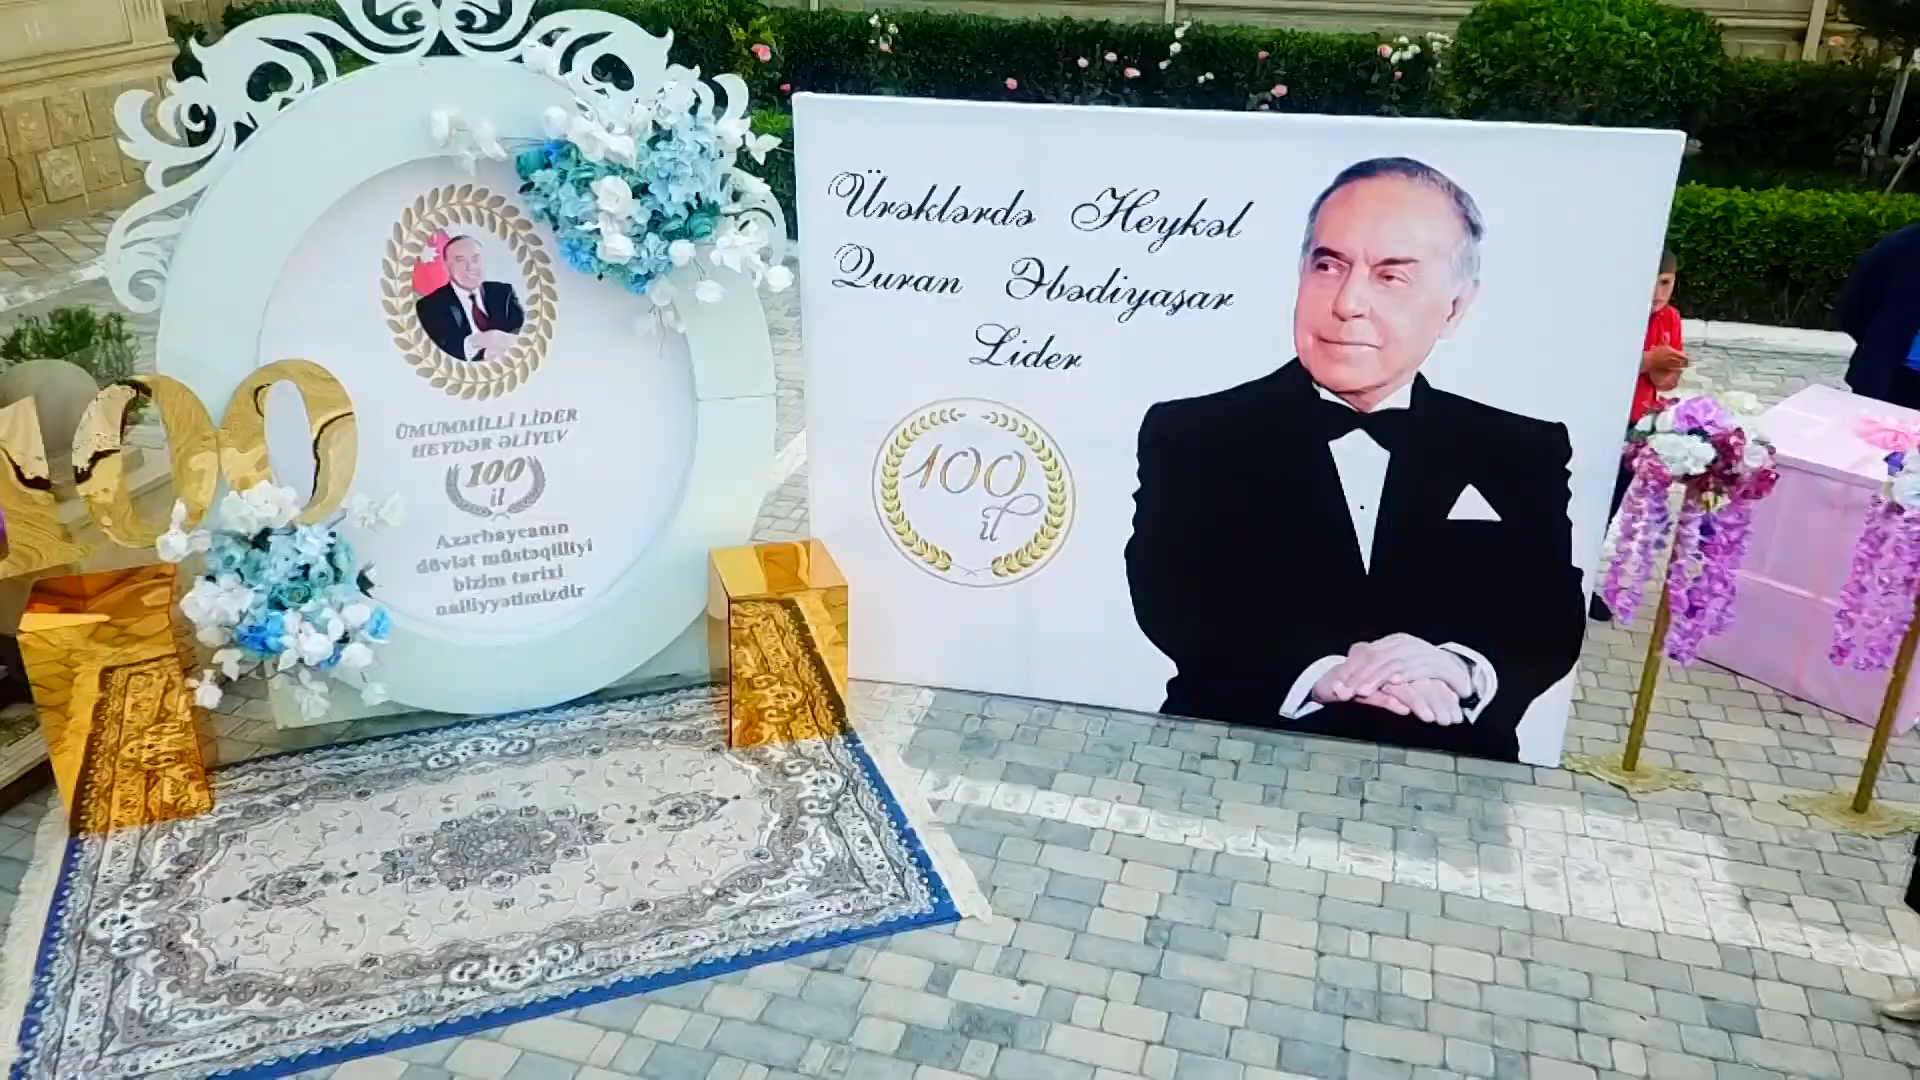 100
ÜMUMMİLLİ LİDER
HEYDƏR ƏLİYEV
100
il
Azərbaycanın
dövlət müstəqilliyi
bizim tarixi
nailiyyətimizdir
Ürəklərdə Heykəl
Quran Əbədiyaşar
Lider
100
il